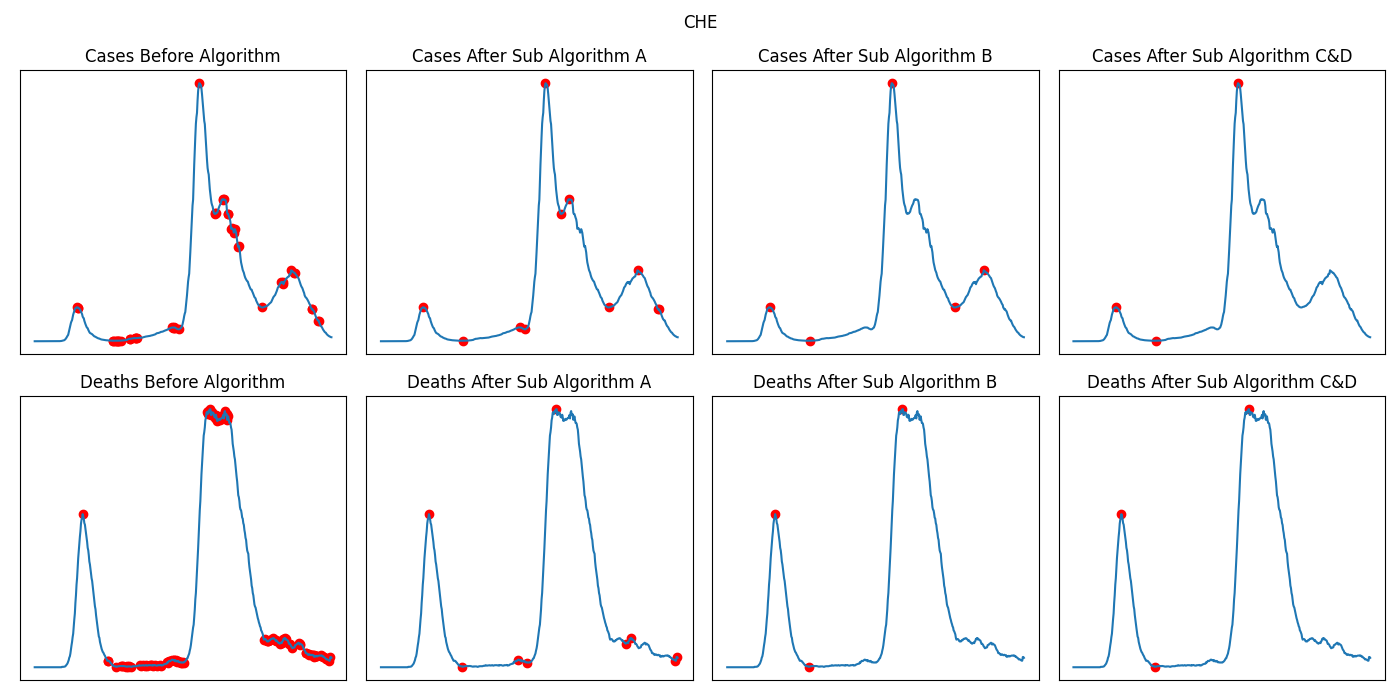 CHE
Cases Before Algorithm
Cases After Sub Algorithm A
Cases After Sub Algorithm B
Cases After Sub Algorithm C&D
Deaths Before Algorithm
Deaths After Sub Algorithm A
Deaths After Sub Algorithm B
Deaths After Sub Algorithm C&D